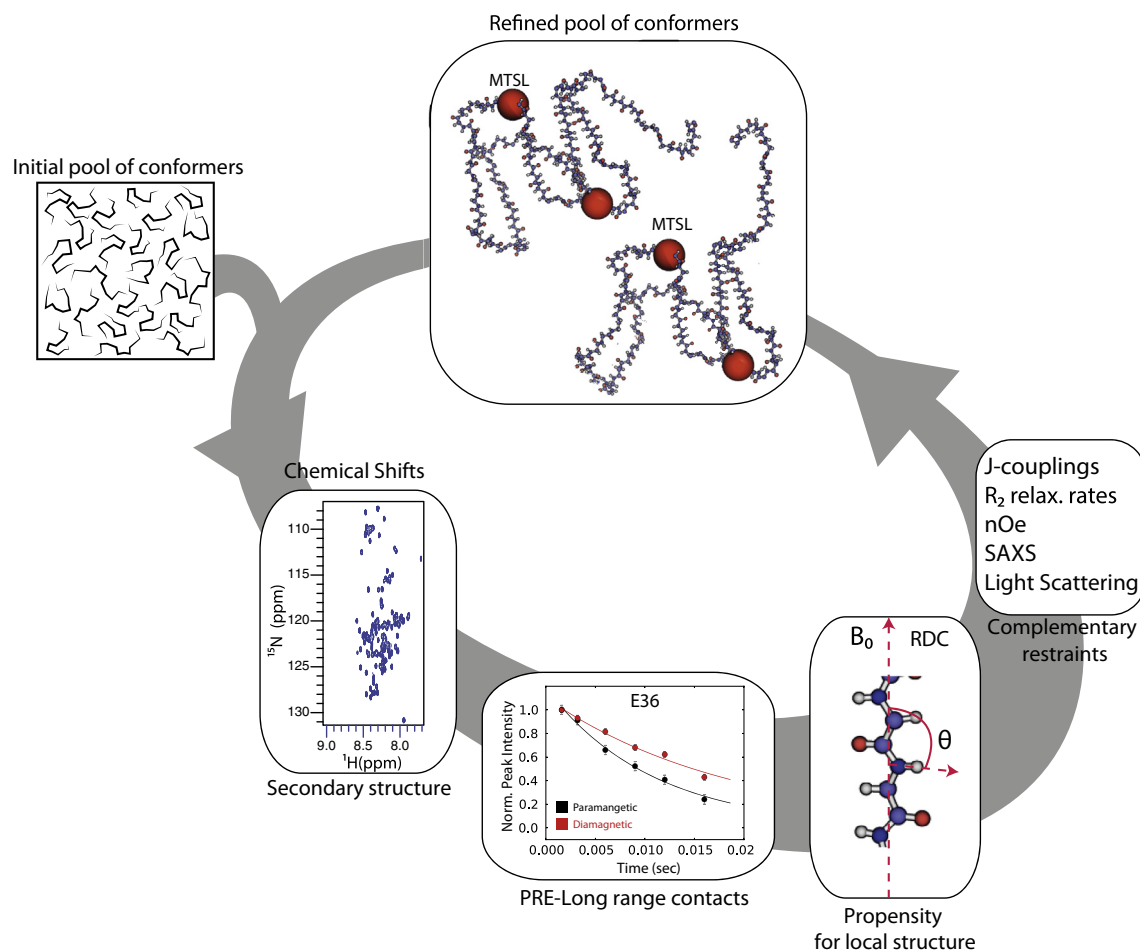 Refined pool of conformers
MTSL
MTSL
Initial pool of conformers
Chemical Shifts
110
115
120
125
130
¹⁵N (ppm)
9.0 8.5 8.0
¹H(ppm)
Secondary structure
E36
Norm. Peak Intensity
1.0
0.8
0.6
0.4
0.2
0.0
Paramangetic
Diamagnetic
0.000 0.005 0.010 0.015 0.02
Time (sec)
PRE-Long range contacts
B₀ RDC
θ
Propensity
for local structure
J-couplings
R₂ relax. rates
nOe
SAXS
Light Scattering
Complementary
restraints